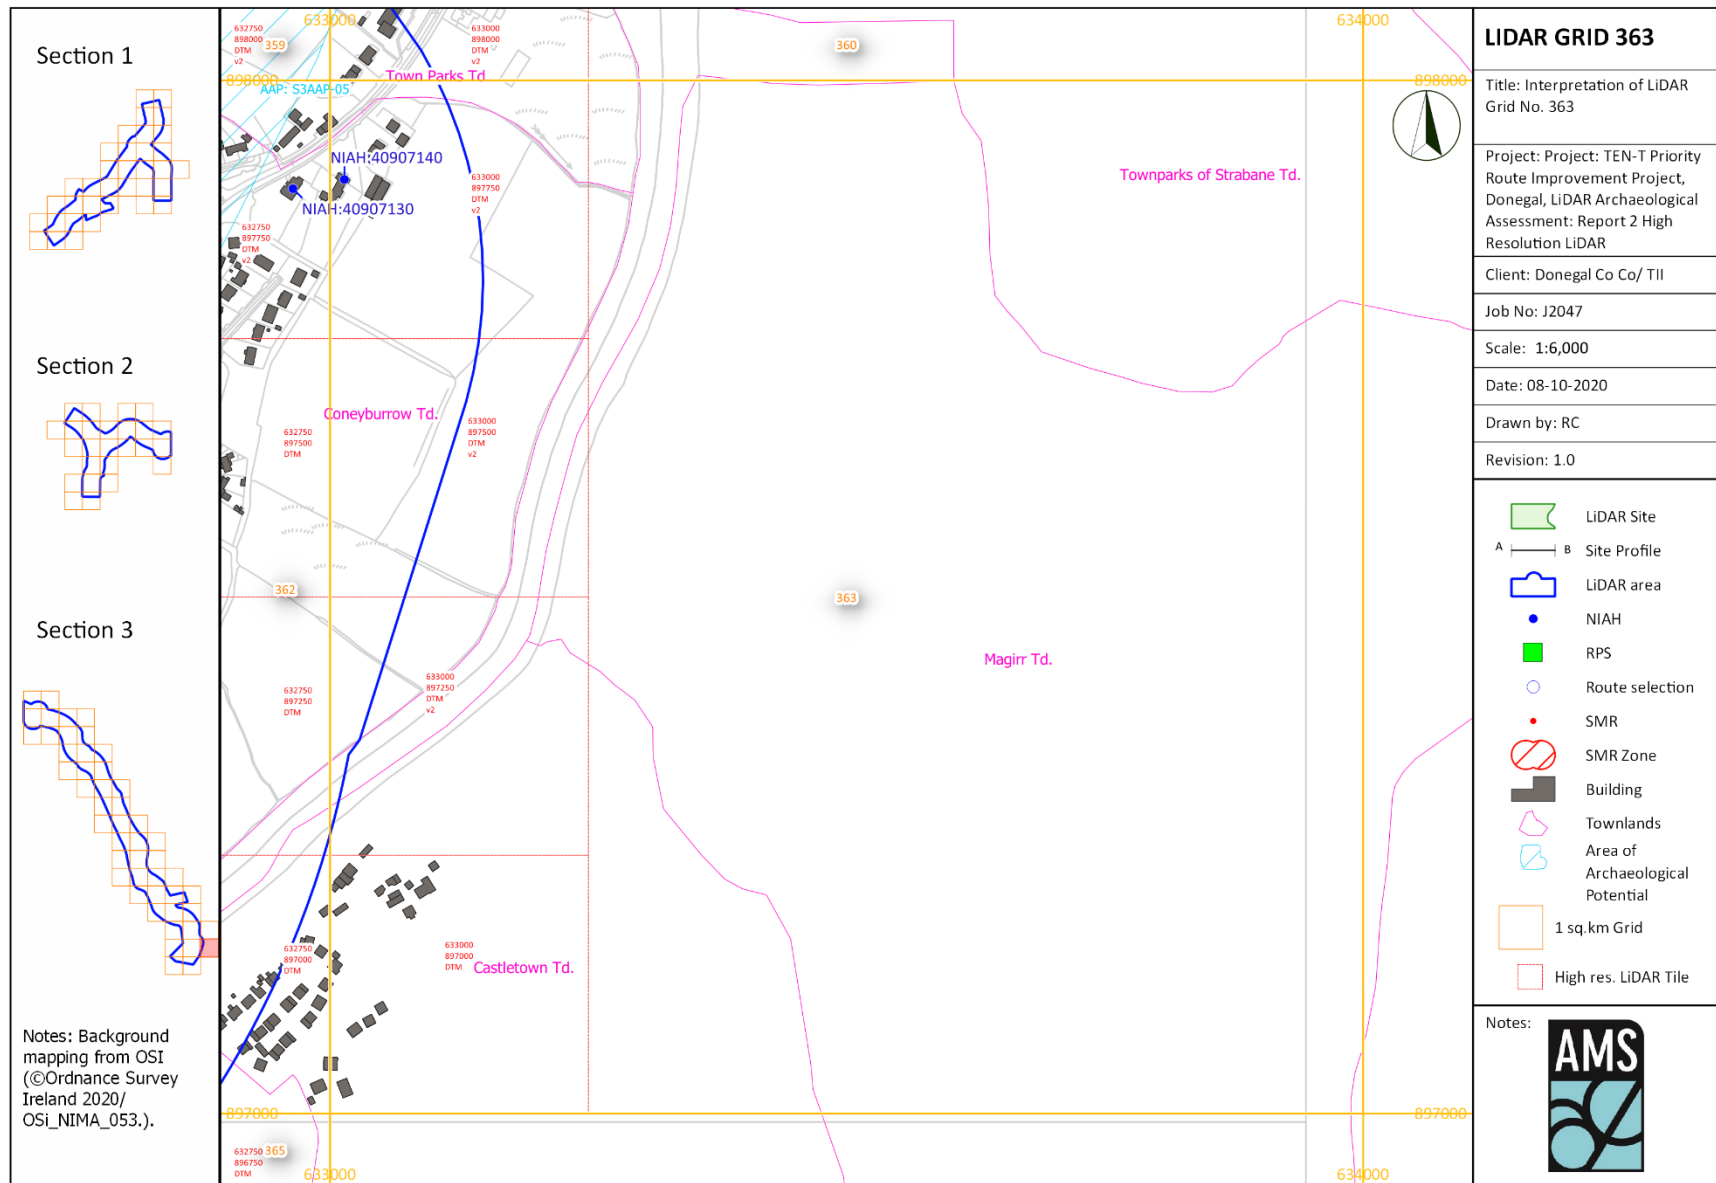 Section 1
Section 2
Section 3
Notes: Background
mapping from OSI
(©Ordnance Survey
Ireland 2020/
OSi_NIMA_053.).
633000
634000
632750
898000
DTM
v2
359
633000
898000
DTM
v2
360
Town Parks Td.
898000
898000
AAP: S3AAP-05
NIAH:40907140
NIAH:40907130
633000
897750
DTM
v2
Townparks of Strabane Td.
632750
897750
DTM
v2
Coneyburrow Td.
632750
897500
DTM
633000
897500
DTM
v2
362
363
Magirr Td.
632750
897250
DTM
633000
897250
DTM
v2
632750
897000
DTM
633000
897000
DTM
Castletown Td.
897000
897000
632750
896750
DTM
365
633000
634000
LIDAR GRID 363
Title: Interpretation of LiDAR
Grid No. 363
Project: Project: TEN-T Priority
Route Improvement Project,
Donegal, LiDAR Archaeological
Assessment: Report 2 High
Resolution LiDAR
Client: Donegal Co Co/ TII
Job No: J2047
Scale: 1:6,000
Date: 08-10-2020
Drawn by: RC
Revision: 1.0
LiDAR Site
A B Site Profile
LiDAR area
NIAH
RPS
Route selection
SMR
SMR Zone
Building
Townlands
Area of
Archaeological
Potential
1 sq.km Grid
High res. LiDAR Tile
Notes:
AMS